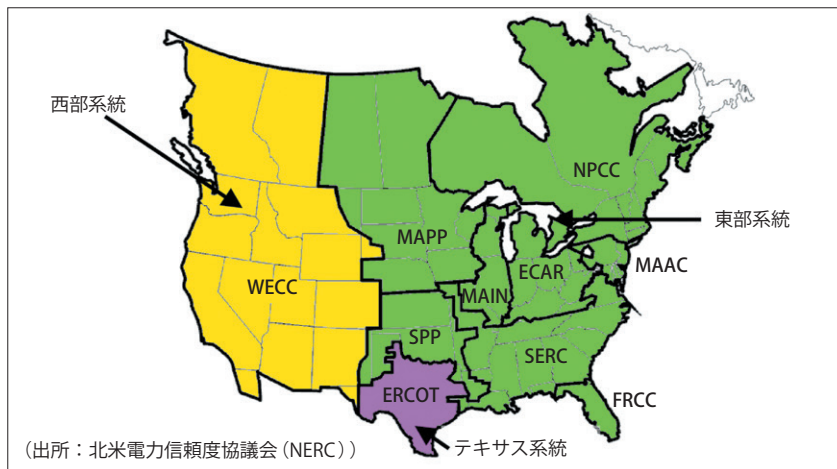 西部系統
NPCC
東部系統
MAPP
MAAC
ECAR
WECC
MAIN
SPP
SERC
ERCOT
FRCC
テキサス系統
（出所：北米電力信頼度協議会（NERC））